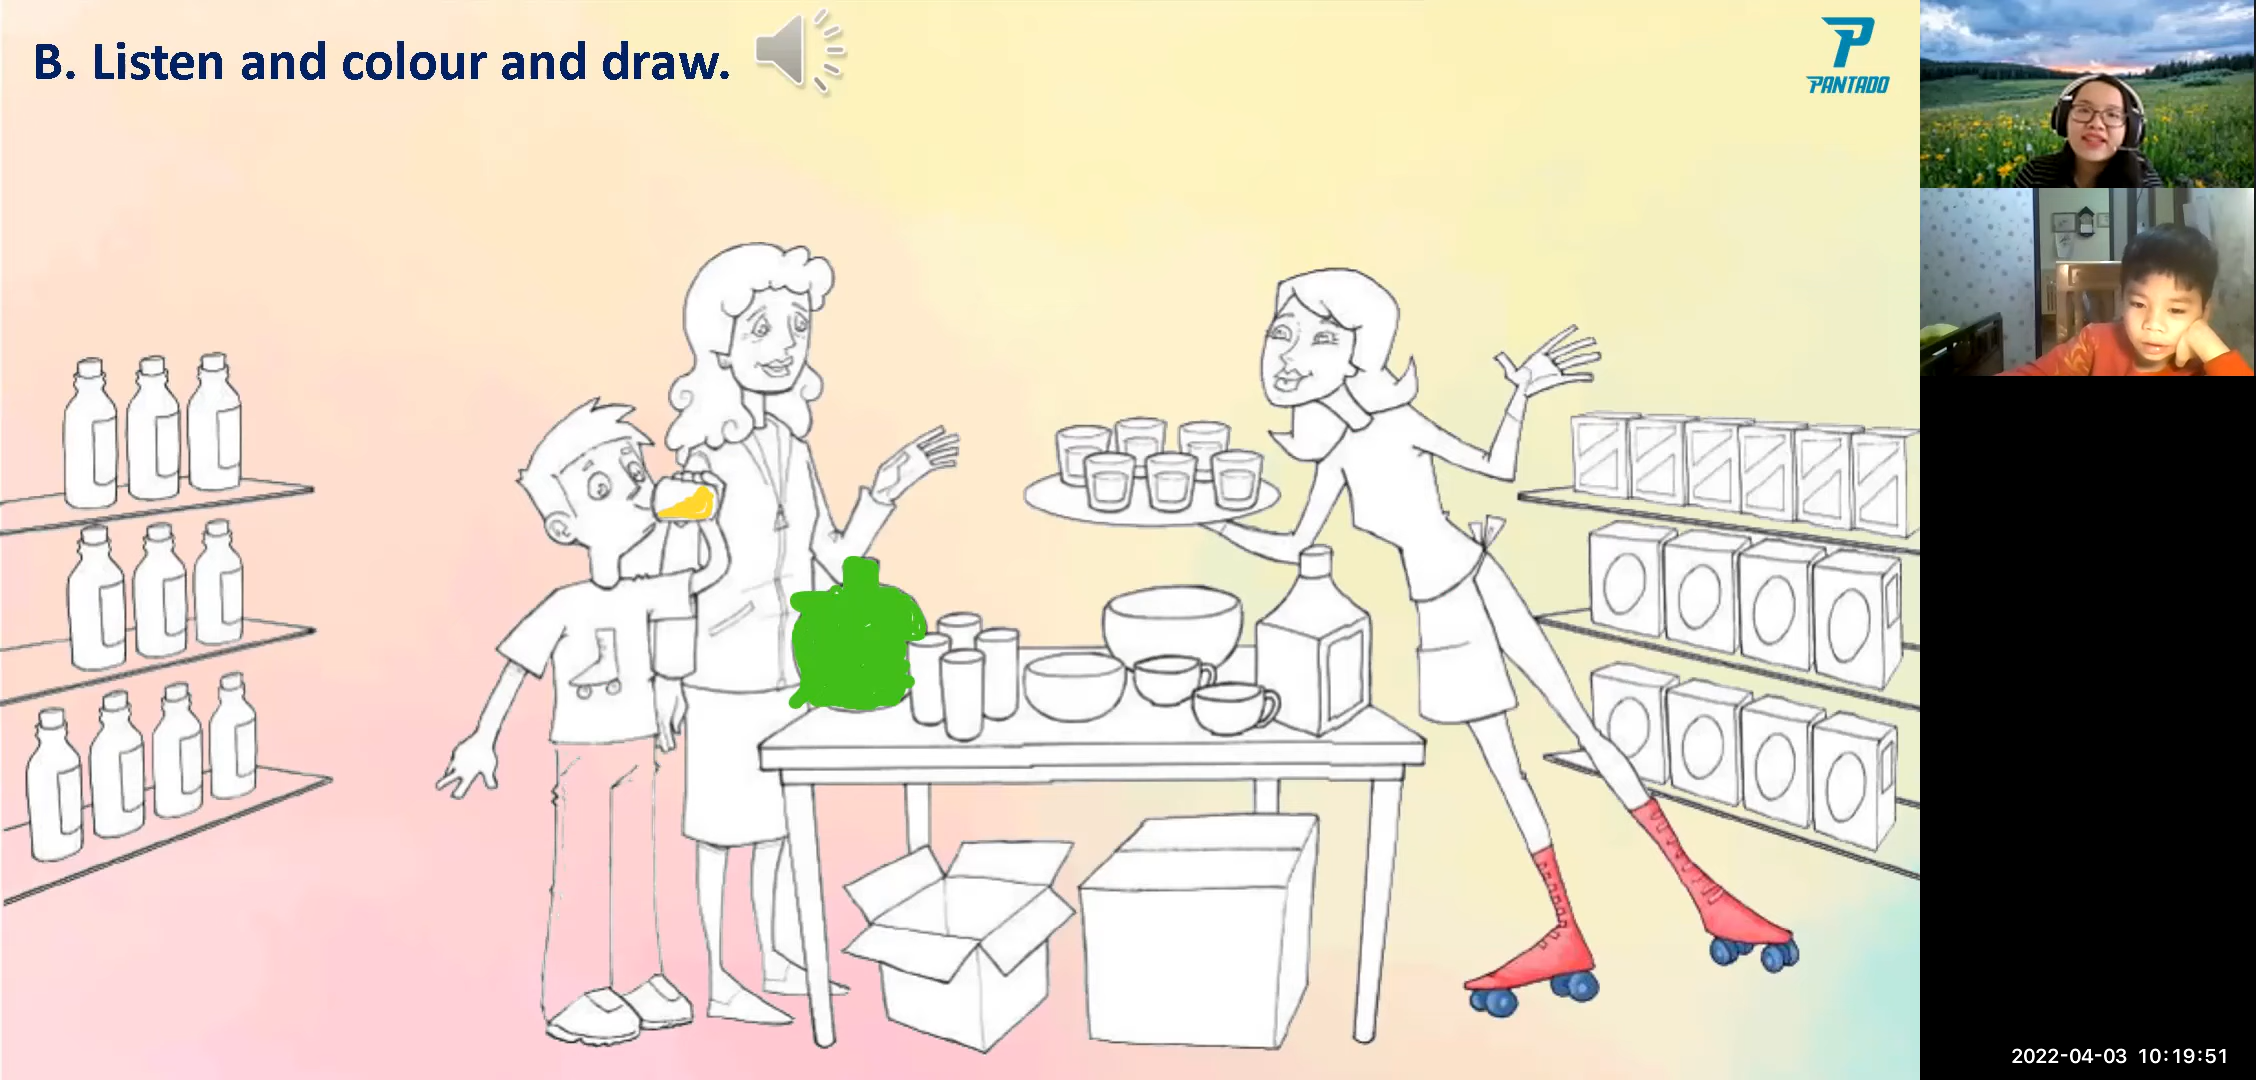 B. Listen and colour and draw.
PANTADO
2022-04-03 10:19:51